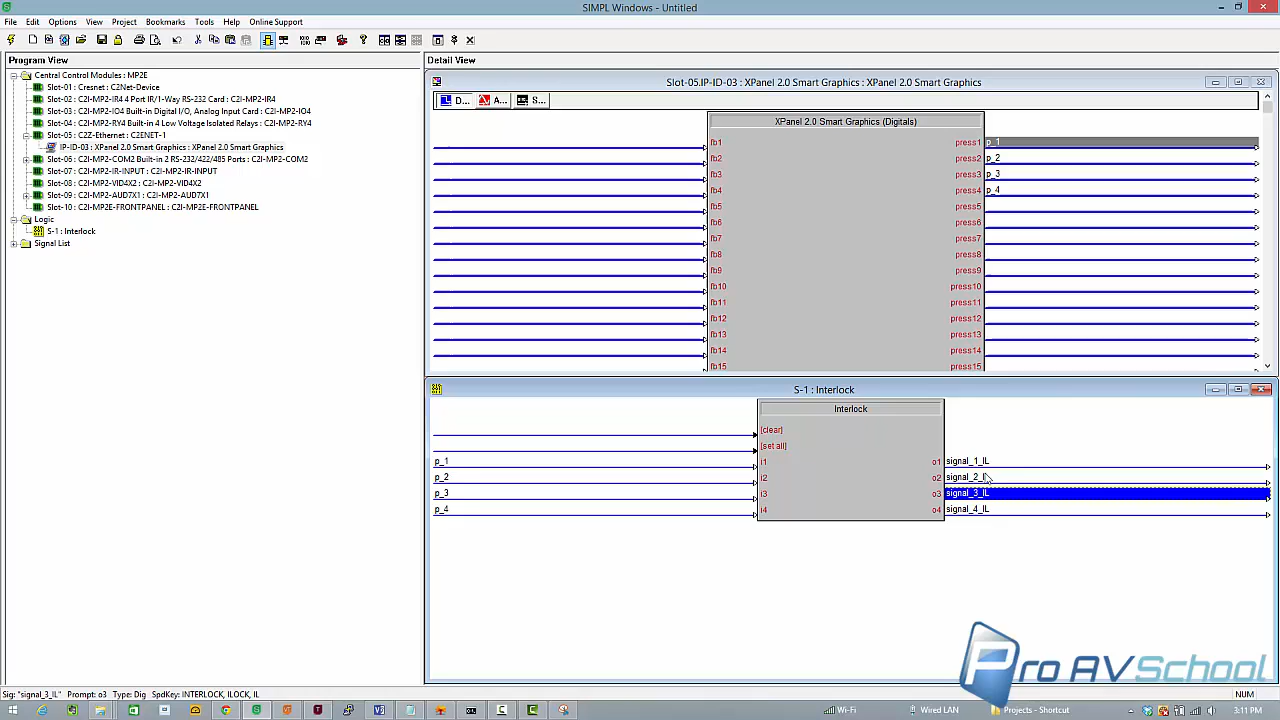 SIMPL Windows - Untitled
File Edit Options View Project Bookmarks Tools Help Online Support
Program View
Central Control Modules : MP2E
Slot-01 : Cresnet : C2Net-Device
Slot-02 : C2I-MP2-IR4 4 Port IR/1-Way RS-232 Card : C2I-MP2-IR4
Slot-03 : C2I-MP2-IO4 Built-in Digital I/O, Analog Input Card : C2I-MP2-IO4
Slot-04 : C2I-MP2-RY4 Built-in 4 Low Voltage Isolated Relays : C2I-MP2-RY4
Slot-05 : C2Z-Ethernet : C2ENET-1
IP-ID-03 : XPanel 2.0 Smart Graphics : XPanel 2.0 Smart Graphics
Slot-06 : C2I-MP2-COM2 Built-in 2 RS-232/422/485 Ports : C2I-MP2-COM2
Slot-07 : C2I-MP2-IR-INPUT : C2I-MP2-IR-INPUT
Slot-08 : C2I-MP2-VID4X2 : C2I-MP2-VID4X2
Slot-09 : C2I-MP2-AUD7X1 : C2I-MP2-AUD7X1
Slot-10 : C2I-MP2E-FRONTPANEL : C2I-MP2E-FRONTPANEL
Logic
S-1 : Interlock
Signal List
Detail View
Slot-05.IP-ID-03 : XPanel 2.0 Smart Graphics : XPanel 2.0 Smart Graphics
D... A... S...
XPanel 2.0 Smart Graphics (Digitals)
fb1 press1 p_1
fb2 press2 p_2
fb3 press3 p_3
fb4 press4 p_4
fb5 press5
fb6 press6
fb7 press7
fb8 press8
fb9 press9
fb10 press10
fb11 press11
fb12 press12
fb13 press13
fb14 press14
fb15 press15
S-1 : Interlock
Interlock
[clear]
[set all]
p_1 i1 o1 signal_1_IL
p_2 i2 o2 signal_2_IL
p_3 i3 o3 signal_3_IL
p_4 i4 o4 signal_4_IL
Pro AVSchool
Sig: "signal_3_IL" Prompt: o3 Type: Dig SpdKey: INTERLOCK, ILOCK, IL
NUM
Wi-Fi Wired LAN Projects - Shortcut 3:11 PM